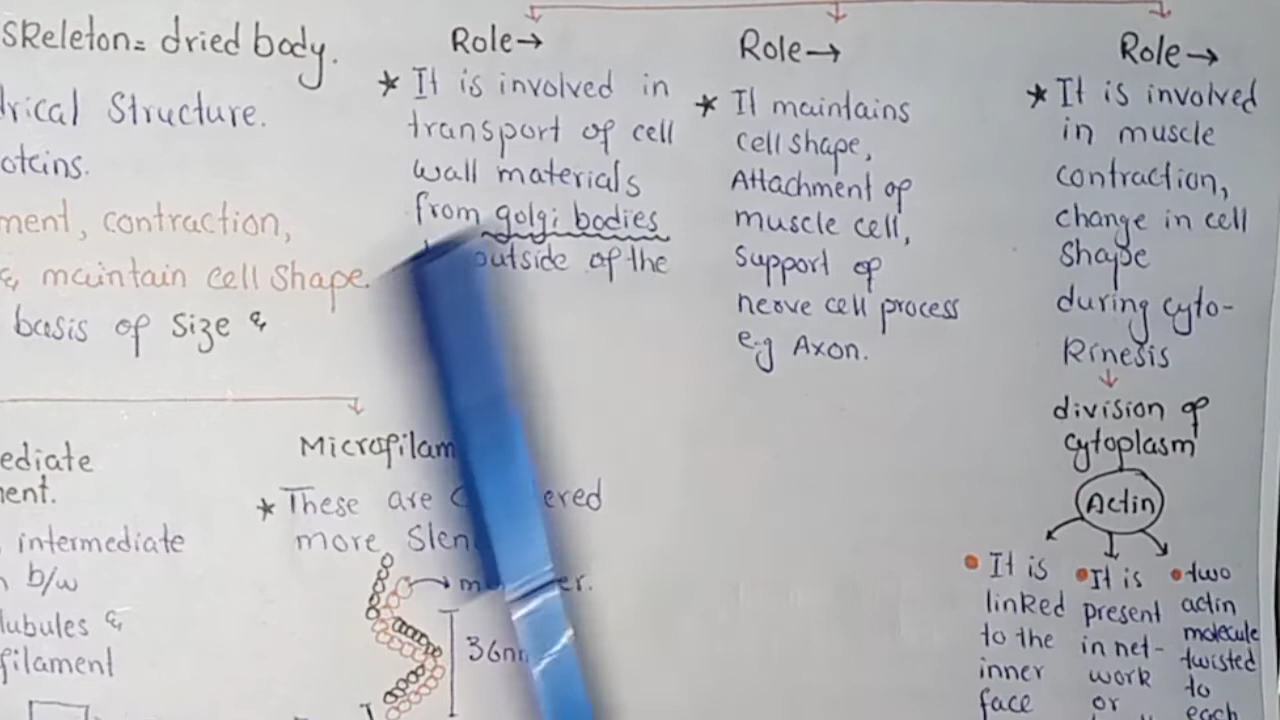 Skeleton= dried body.
drical Structure.
oteins.
ment, contraction,
& maintain cell Shape.
basis of Size &
Role→
* It is involved in
transport of cell
wall materials
from golgi bodies
outside of the
Role→
* It maintains
Cell shape,
Attachment of
muscle cell,
Support of
nerve cell process
e.g Axon.
Role→
* It is involved
in muscle
contraction,
change in cell
Shape
during cyto-
Kinesis
division of
cytoplasm
Actin
• It is
linked
to the
inner
face
• It is
present
in net-
work
or
• two
actin
molecule
twisted
to
each
ediate
ment.
intermediate
b/w
tubules &
filament
Microfilam
* These are ered
more Slen
er.
36nm